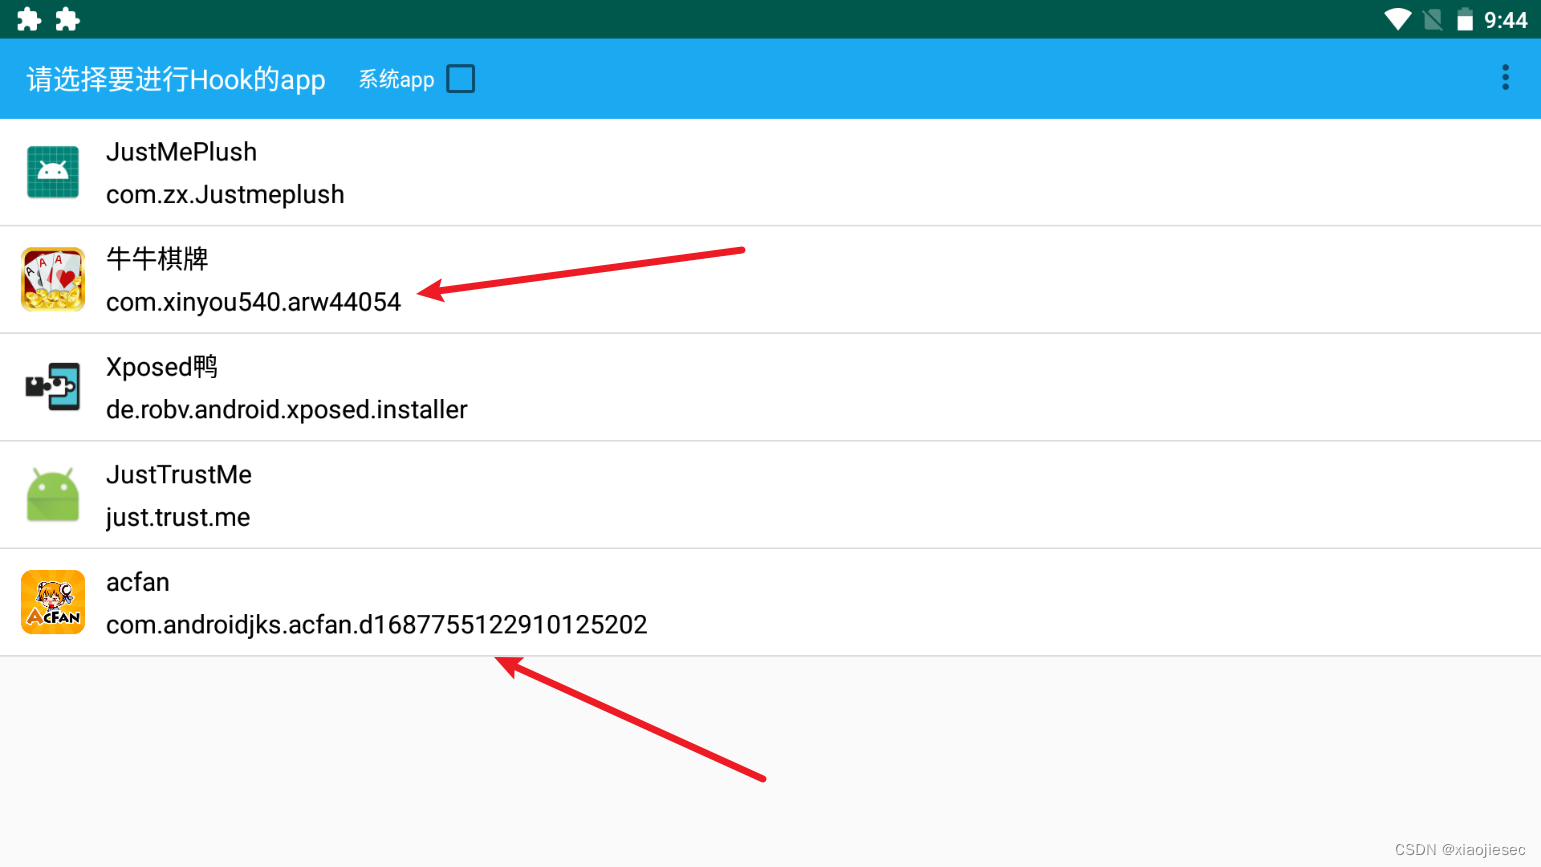 9:44
请选择要进行Hook的app 系统app
JustMePlush
com.zx.Justmeplush
牛牛棋牌
com.xinyou540.arw44054
Xposed鸭
de.robv.android.xposed.installer
JustTrustMe
just.trust.me
acfan
com.androidjks.acfan.d1687755122910125202
ACFAN
CSDN @xiaojiesec